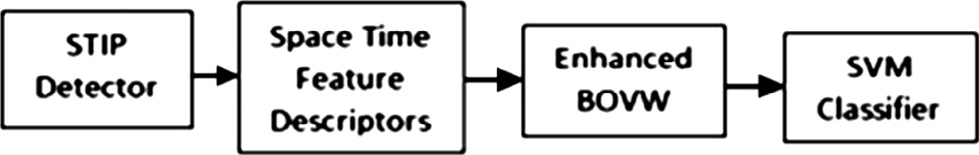 STIP
Detector
Space Time
Feature
Descriptors
Enhanced
BOVW
SVM
Classifier